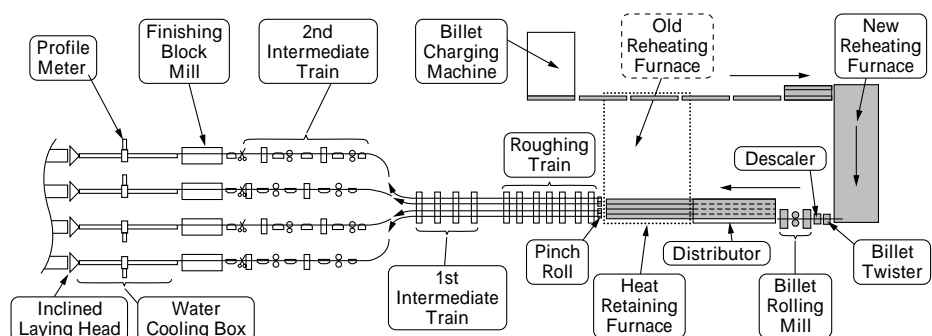 Profile
Meter
Finishing
Block
Mill
2nd
Intermediate
Train
Billet
Charging
Machine
Old
Reheating
Furnace
New
Reheating
Furnace
Roughing
Train
Descaler
Pinch
Roll
Distributor
Billet
Twister
Inclined
Laying Head
Water
Cooling Box
1st
Intermediate
Train
Heat
Retaining
Furnace
Billet
Rolling
Mill